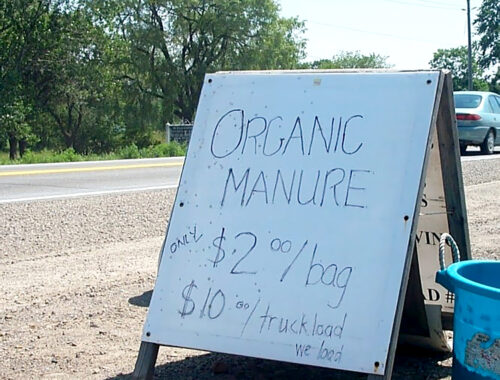 ORGANIC
MANURE
ONLY $2.00/bag
$10.00/truckload
we load